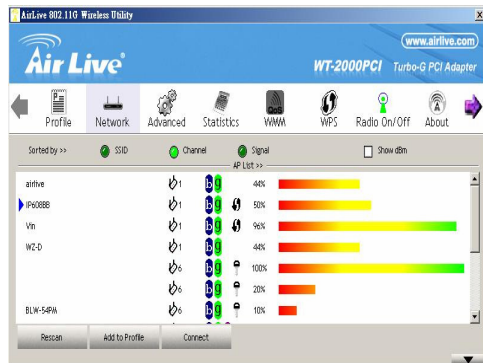 AirLive 802.11G Wireless Utility
www.airlive.com
Air Live®
WT-2000PCI Turbo-G PCI Adapter
Profile
Network
Advanced
Statistics
QoS
WMM
WPS
Radio On/Off
About
Sorted by >>
SSID
Channel
Signal
Show dBm
AP List >>
airlive 1 b g 44%
IP608BB 1 b g 50%
Vin 1 b g 96%
WZ-D 1 b g 44%
6 b g 100%
6 b g 20%
BLW-54PM 6 b g 10%
Rescan
Add to Profile
Connect